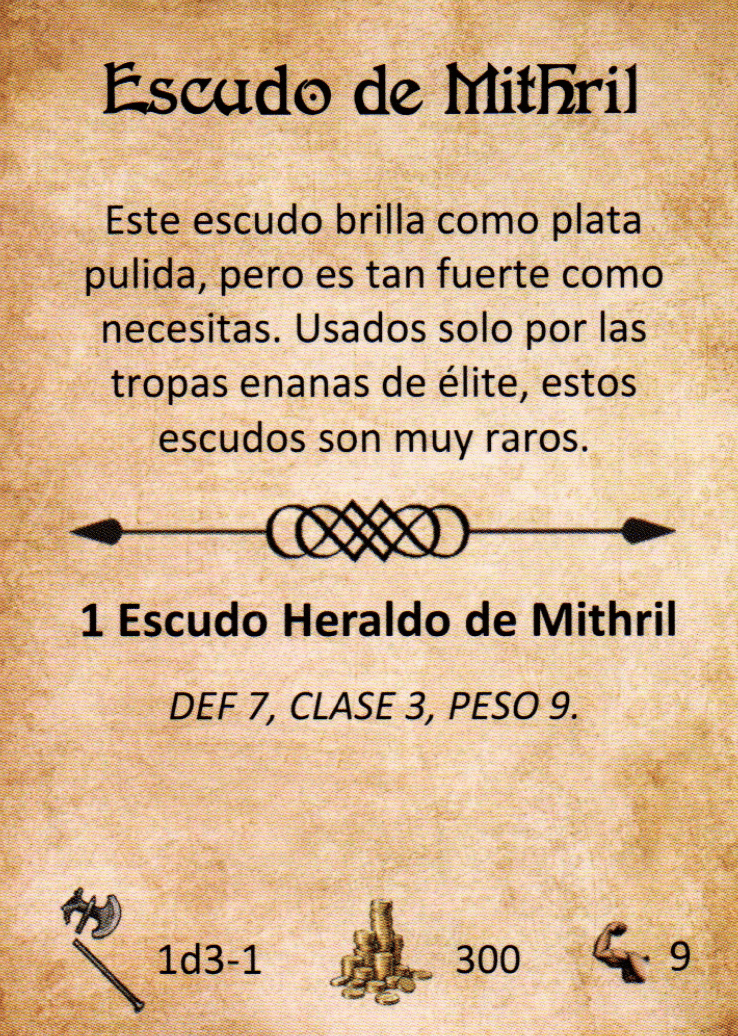 Escudo de Mithril
Este escudo brilla como plata
pulida, pero es tan fuerte como
necesitas. Usados solo por las
tropas enanas de élite, estos
escudos son muy raros.
1 Escudo Heraldo de Mithril
DEF 7, CLASE 3, PESO 9.
1d3-1 300 9